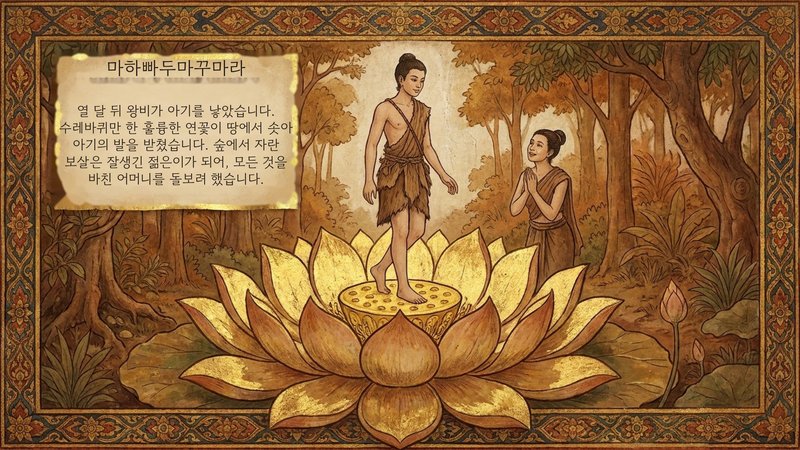 마하빠두마꾸마라
열 달 뒤 왕비가 아기를 낳았습니다.
수레바퀴만 한 훌륭한 연꽃이 땅에서 솟아
아기의 발을 받쳤습니다. 숲에서 자란
보살은 잘생긴 젊은이가 되어, 모든 것을
바친 어머니를 돌보려 했습니다.